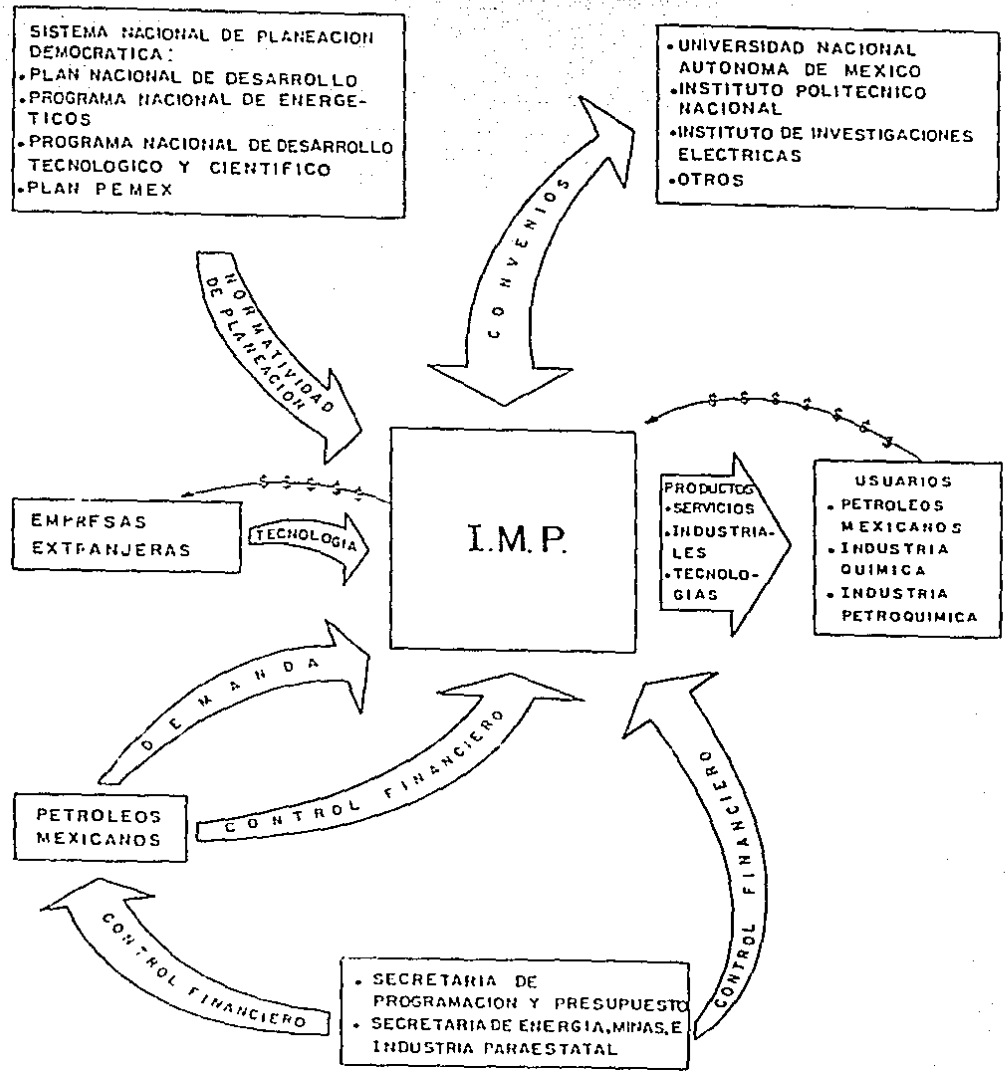 SISTEMA NACIONAL DE PLANEACION
DEMOCRATICA:
•PLAN NACIONAL DE DESARROLLO
•PROGRAMA NACIONAL DE ENERGE-
TICOS
•PROGRAMA NACIONAL DE DESARROLLO
TECNOLOGICO Y CIENTIFICO
•PLAN PEMEX
•UNIVERSIDAD NACIONAL
AUTONOMA DE MEXICO
•INSTITUTO POLITECNICO
NACIONAL
•INSTITUTO DE INVESTIGACIONES
ELECTRICAS
•OTROS
NORMATIVIDAD
DE PLANEACION
CONVENIOS
$ $ $ $ $
$ $ $ $ $ $ $
EMPRESAS
EXTRANJERAS
TECNOLOGIA
I.M.P.
PRODUCTOS
•SERVICIOS
•INDUSTRIA-
LES
•TECNOLO-
GIAS
USUARIOS
• PETROLEOS
MEXICANOS
• INDUSTRIA
QUIMICA
• INDUSTRIA
PETROQUIMICA
DEMANDA
CONTROL FINANCIERO
CONTROL FINANCIERO
PETROLEOS
MEXICANOS
CONTROL FINANCIERO
• SECRETARIA DE
PROGRAMACION Y PRESUPUESTO
• SECRETARIA DE ENERGIA, MINAS, E
INDUSTRIA PARAESTATAL